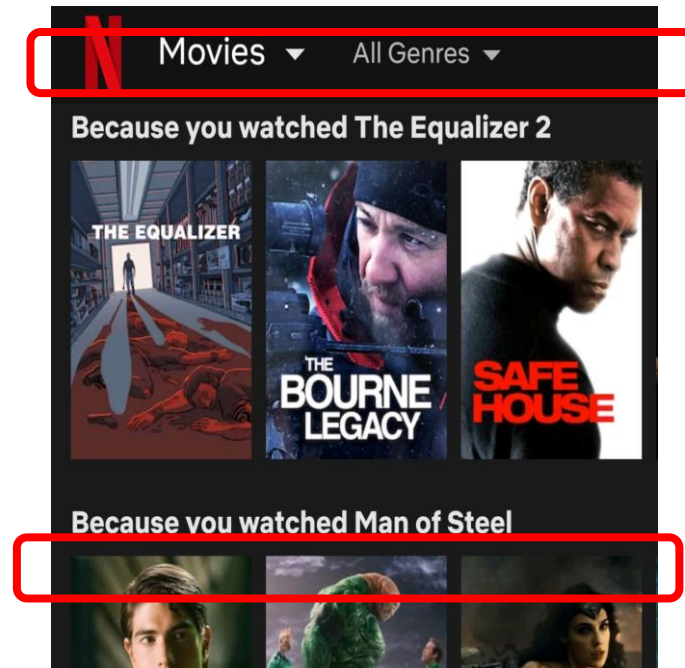 N
Movies
All Genres
Because you watched The Equalizer 2
THE EQUALIZER
THE
BOURNE
LEGACY
SAFE
HOUSE
Because you watched Man of Steel